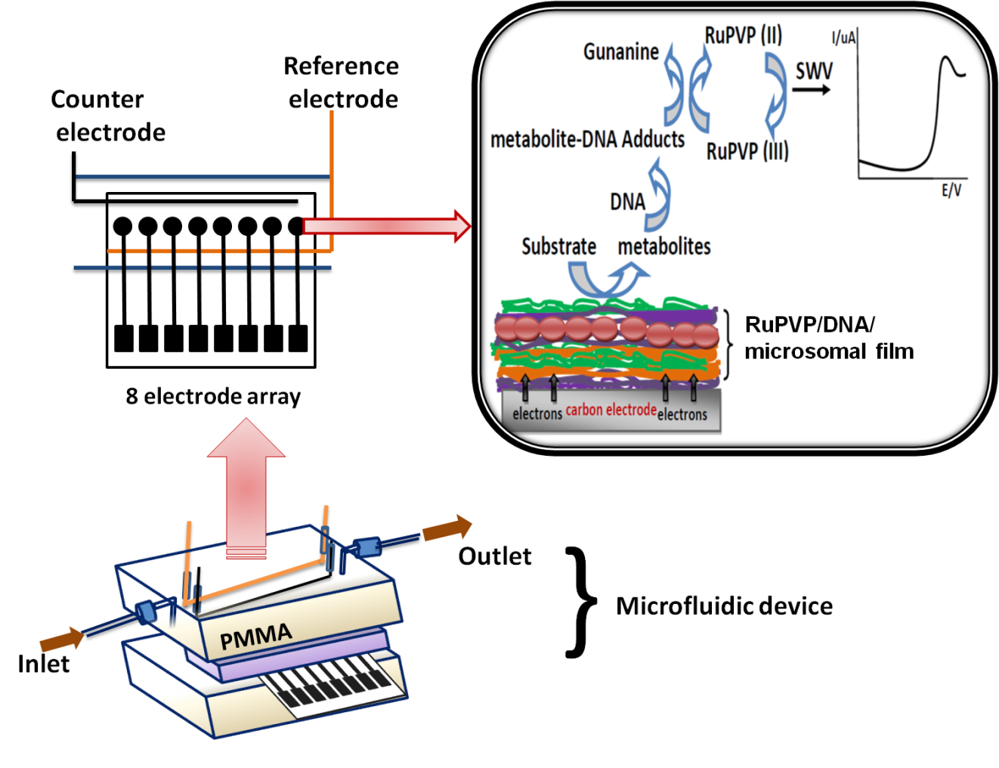 Reference
electrode
Counter
electrode
8 electrode array
Gunanine
RuPVP (II)
SWV
I/uA
E/V
metabolite-DNA Adducts
RuPVP (III)
DNA
Substrate
metabolites
RuPVP/DNA/
microsomal film
electrons
carbon electrode
electrons
Outlet
Microfluidic device
PMMA
Inlet